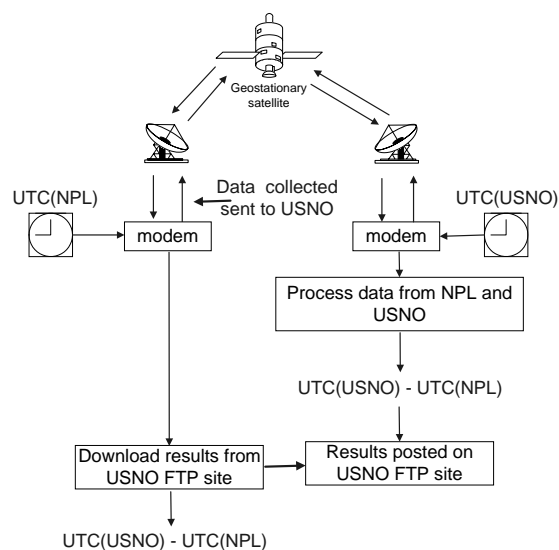 Geostationary
satellite
UTC(NPL)
Data collected
sent to USNO
UTC(USNO)
modem
modem
Process data from NPL and
USNO
UTC(USNO) - UTC(NPL)
Download results from
USNO FTP site
Results posted on
USNO FTP site
UTC(USNO) - UTC(NPL)